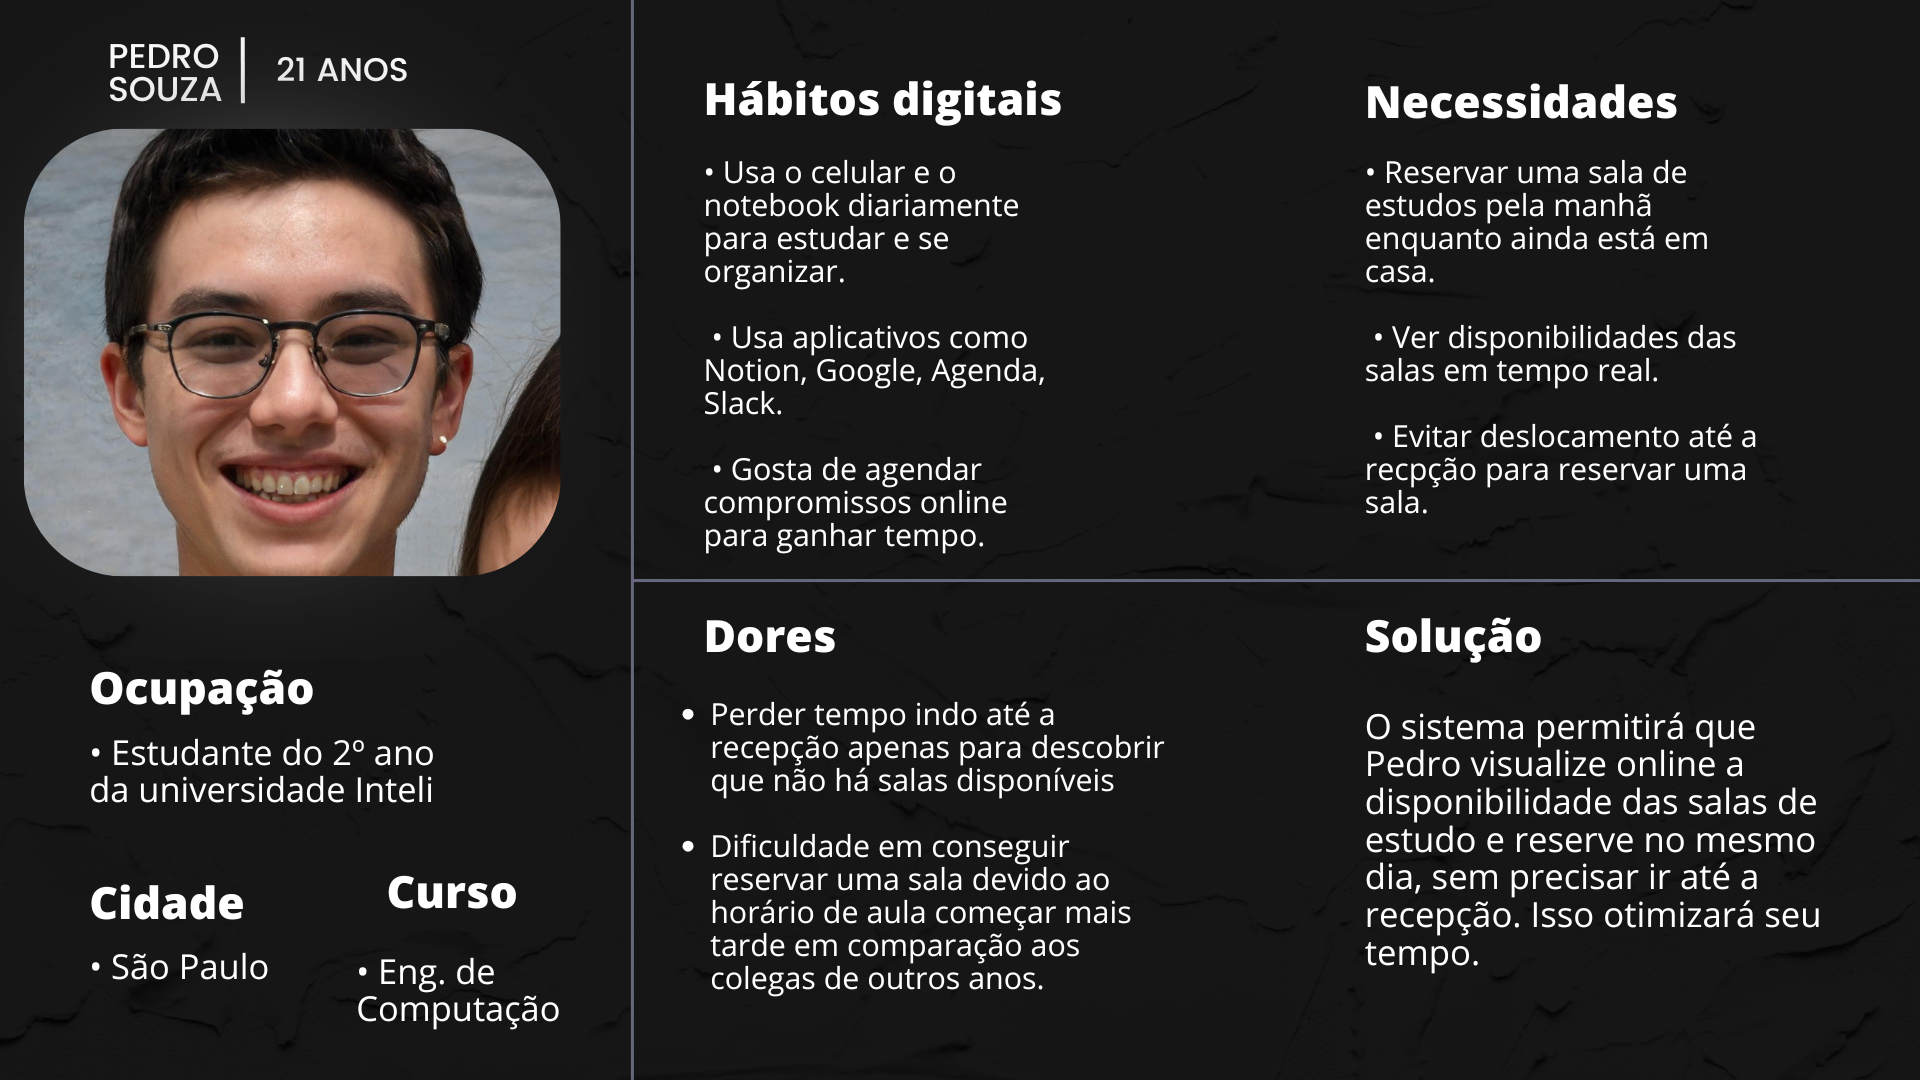 PEDRO
SOUZA
21 ANOS
Ocupação
• Estudante do 2º ano
da universidade Inteli
Cidade
• São Paulo
Curso
• Eng. de
Computação
Hábitos digitais
• Usa o celular e o
notebook diariamente
para estudar e se
organizar.
• Usa aplicativos como
Notion, Google, Agenda,
Slack.
• Gosta de agendar
compromissos online
para ganhar tempo.
Necessidades
• Reservar uma sala de
estudos pela manhã
enquanto ainda está em
casa.
• Ver disponibilidades das
salas em tempo real.
• Evitar deslocamento até a
recpção para reservar uma
sala.
Dores
• Perder tempo indo até a
recepção apenas para descobrir
que não há salas disponíveis
• Dificuldade em conseguir
reservar uma sala devido ao
horário de aula começar mais
tarde em comparação aos
colegas de outros anos.
Solução
O sistema permitirá que
Pedro visualize online a
disponibilidade das salas de
estudo e reserve no mesmo
dia, sem precisar ir até a
recepção. Isso otimizará seu
tempo.